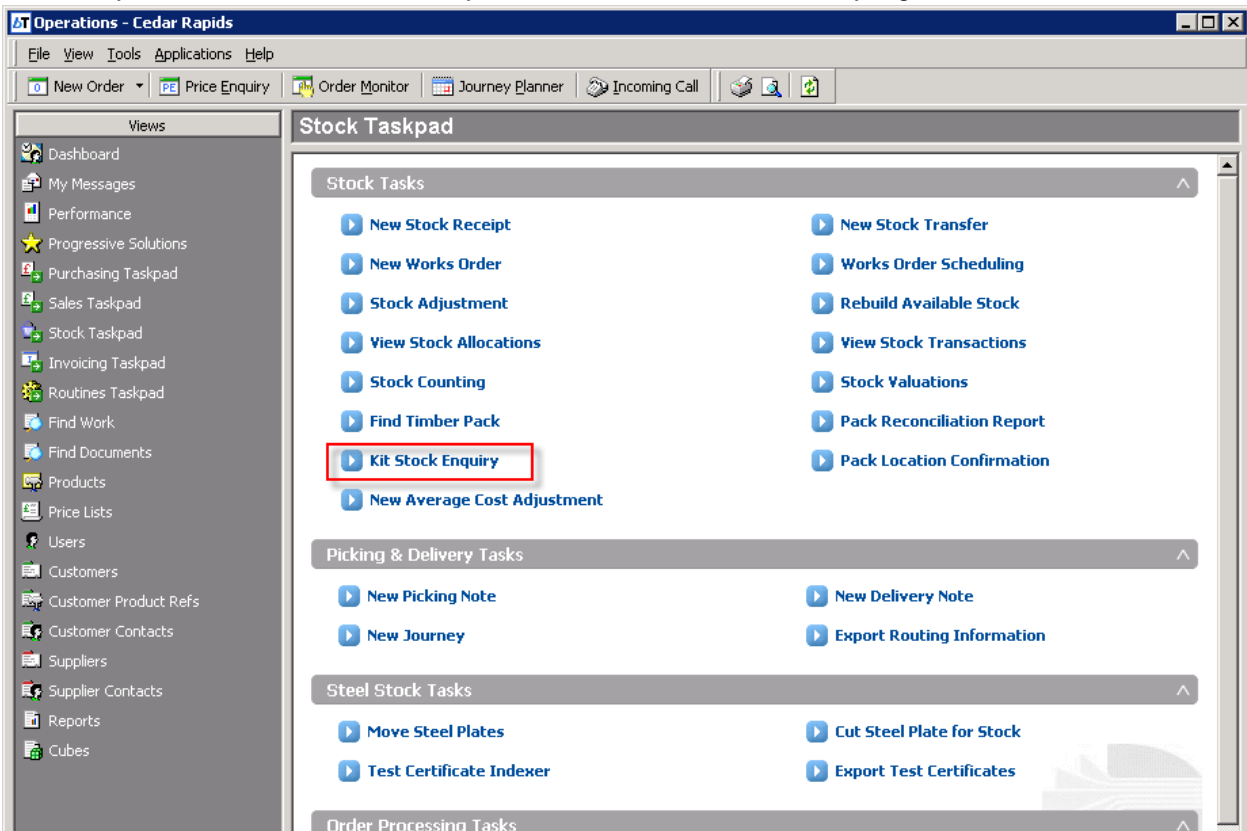 Operations - Cedar Rapids
File View Tools Applications Help
New Order PE Price Enquiry Order Monitor Journey Planner Incoming Call
Views
Stock Taskpad
Dashboard
My Messages
Performance
Progressive Solutions
Purchasing Taskpad
Sales Taskpad
Stock Taskpad
Invoicing Taskpad
Routines Taskpad
Find Work
Find Documents
Products
Price Lists
Users
Customers
Customer Product Refs
Customer Contacts
Suppliers
Supplier Contacts
Reports
Cubes
Stock Tasks
New Stock Receipt New Stock Transfer
New Works Order Works Order Scheduling
Stock Adjustment Rebuild Available Stock
View Stock Allocations View Stock Transactions
Stock Counting Stock Valuations
Find Timber Pack Pack Reconciliation Report
Kit Stock Enquiry Pack Location Confirmation
New Average Cost Adjustment
Picking & Delivery Tasks
New Picking Note New Delivery Note
New Journey Export Routing Information
Steel Stock Tasks
Move Steel Plates Cut Steel Plate for Stock
Test Certificate Indexer Export Test Certificates
Order Processing Tasks